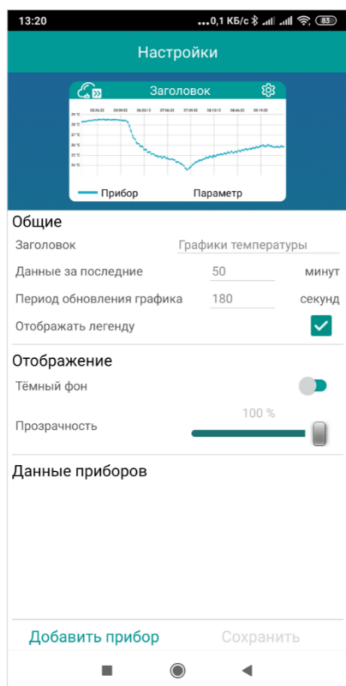 13:20 ...0,1 КБ/с 83
Настройки
Заголовок
Прибор Параметр
Общие
Заголовок Графики температуры
Данные за последние 50 минут
Период обновления графика 180 секунд
Отображать легенду
Отображение
Тёмный фон
100 %
Прозрачность
Данные приборов
Добавить прибор Сохранить